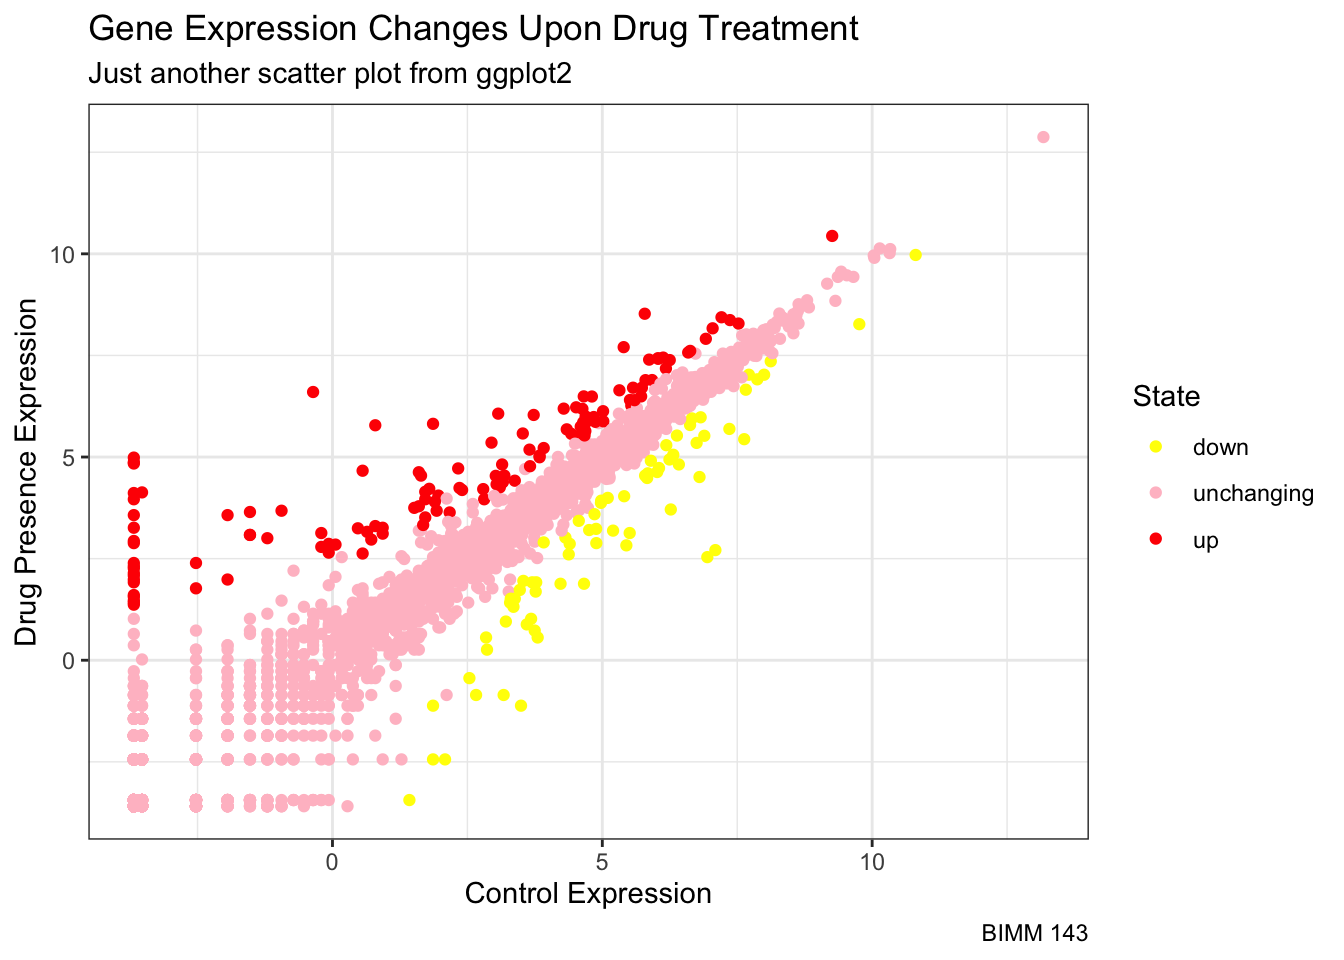 Gene Expression Changes Upon Drug Treatment
Just another scatter plot from ggplot2
Drug Presence Expression
10
5
0
0
5
10
Control Expression
State
down
unchanging
up
BIMM 143